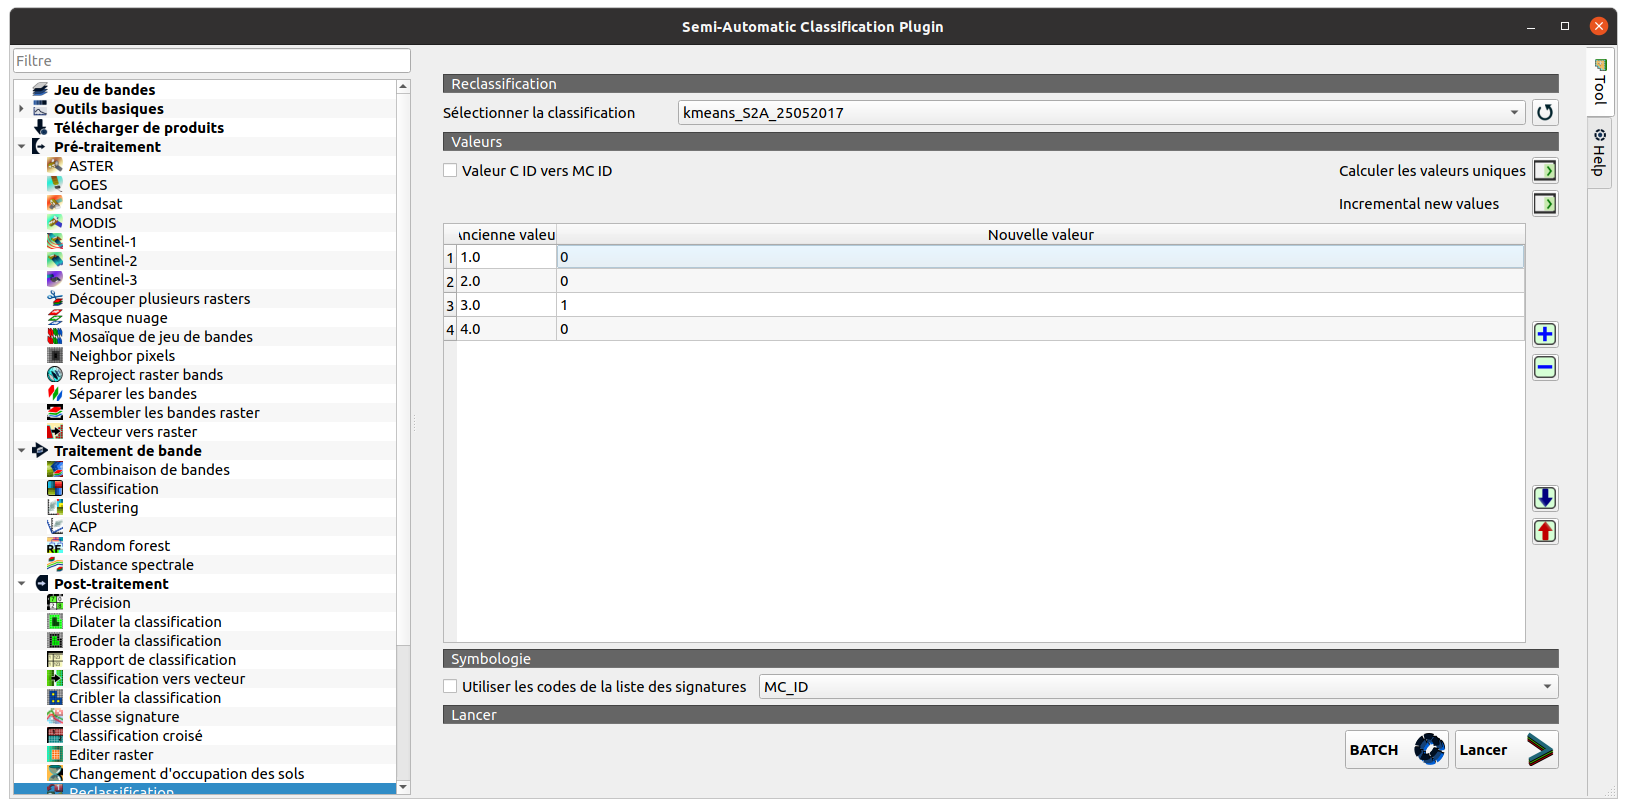 Semi-Automatic Classification Plugin
Filtre
Jeu de bandes
Outils basiques
Télécharger de produits
Pré-traitement
ASTER
GOES
Landsat
MODIS
Sentinel-1
Sentinel-2
Sentinel-3
Découper plusieurs rasters
Masque nuage
Mosaïque de jeu de bandes
Neighbor pixels
Reproject raster bands
Séparer les bandes
Assembler les bandes raster
Vecteur vers raster
Traitement de bande
Combinaison de bandes
Classification
Clustering
ACP
Random forest
Distance spectrale
Post-traitement
Précision
Dilater la classification
Eroder la classification
Rapport de classification
Classification vers vecteur
Cribler la classification
Classe signature
Classification croisé
Editer raster
Changement d'occupation des sols
Reclassification
Reclassification
Sélectionner la classification kmeans_S2A_25052017
Valeurs
Valeur C ID vers MC ID Calculer les valeurs uniques
Incremental new values
Ancienne valeu Nouvelle valeur
1 1.0 0
2 2.0 0
3 3.0 1
4 4.0 0
Symbologie
Utiliser les codes de la liste des signatures MC_ID
Lancer
BATCH Lancer
Tool
Help